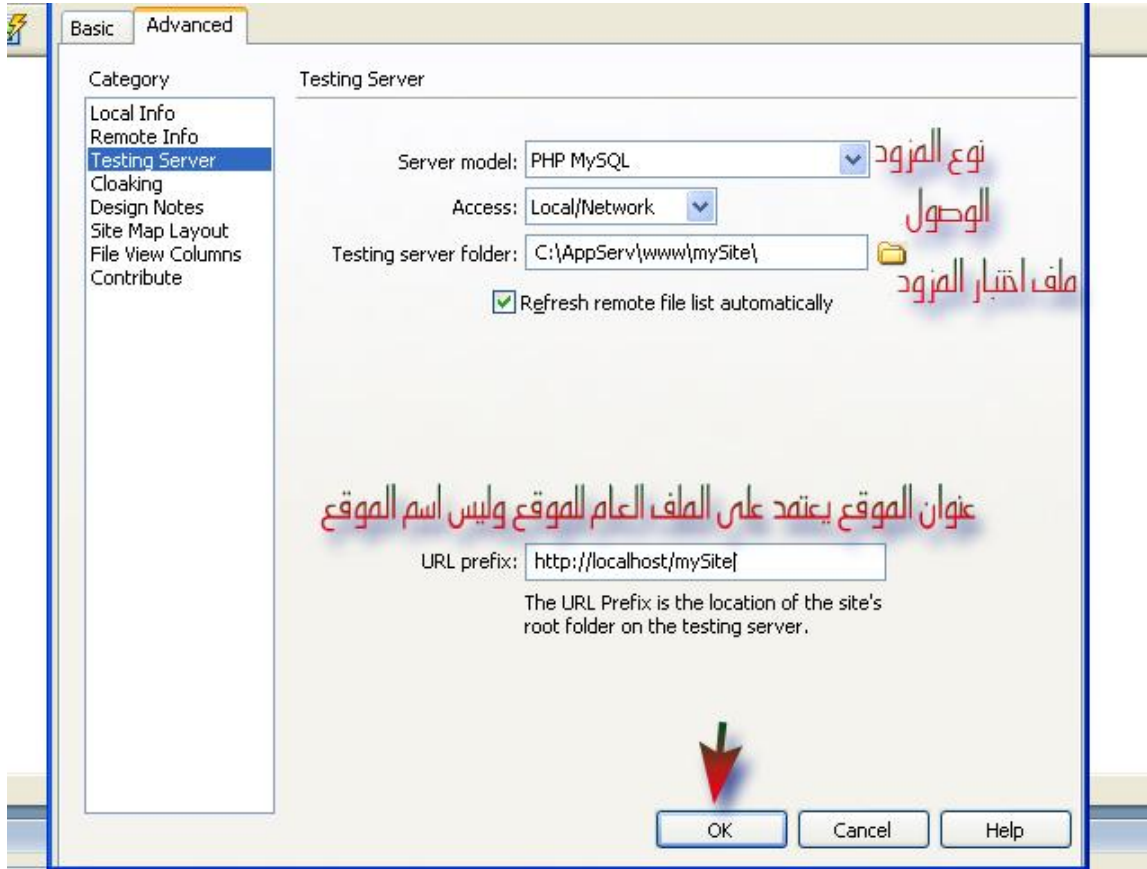 Basic Advanced
Category
Testing Server
Local Info
Remote Info
Testing Server
Cloaking
Design Notes
Site Map Layout
File View Columns
Contribute
Server model: PHP MySQL نوع المزود
Access: Local/Network الوصول
Testing server folder: C:\AppServ\www\mySite\
ملف اختبار المزود
Refresh remote file list automatically
عنوان الموقع يعتمد على الملف العام للموقع وليس اسم الموقع
URL prefix: http://localhost/mySite/
The URL Prefix is the location of the site's
root folder on the testing server.
OK Cancel Help